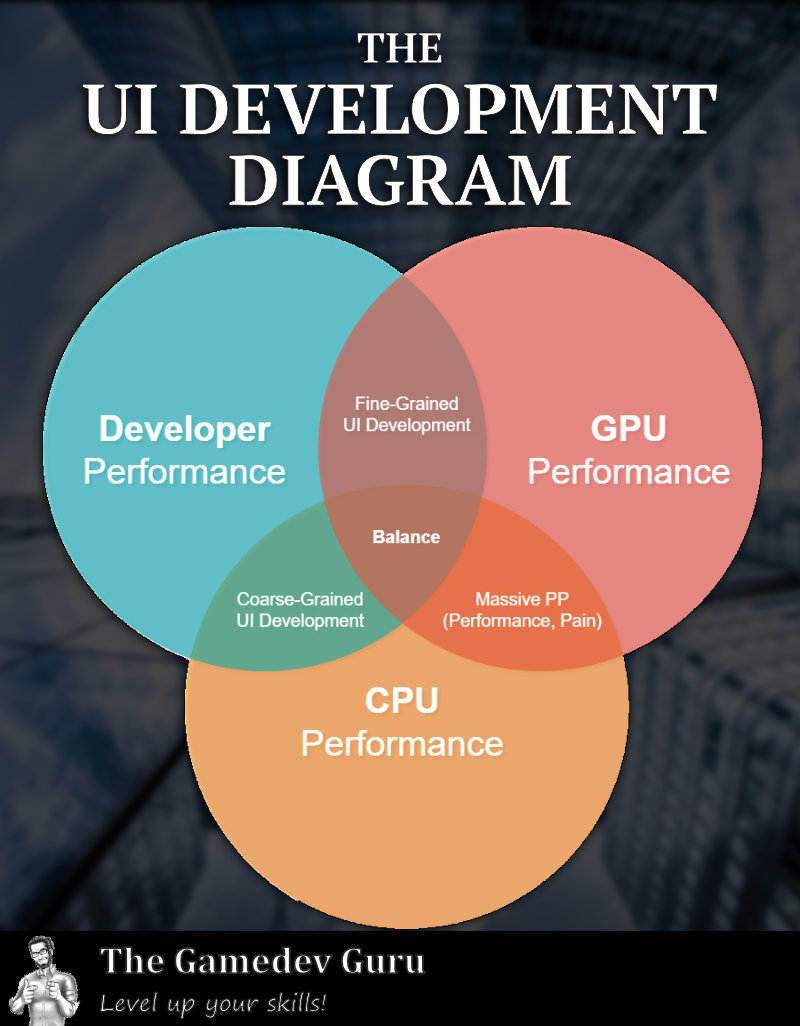 THE
UI DEVELOPMENT
DIAGRAM
Fine-Grained
UI Development
Developer
Performance
GPU
Performance
Balance
Coarse-Grained
UI Development
Massive PP
(Performance, Pain)
CPU
Performance
The Gamedev Guru
Level up your skills!